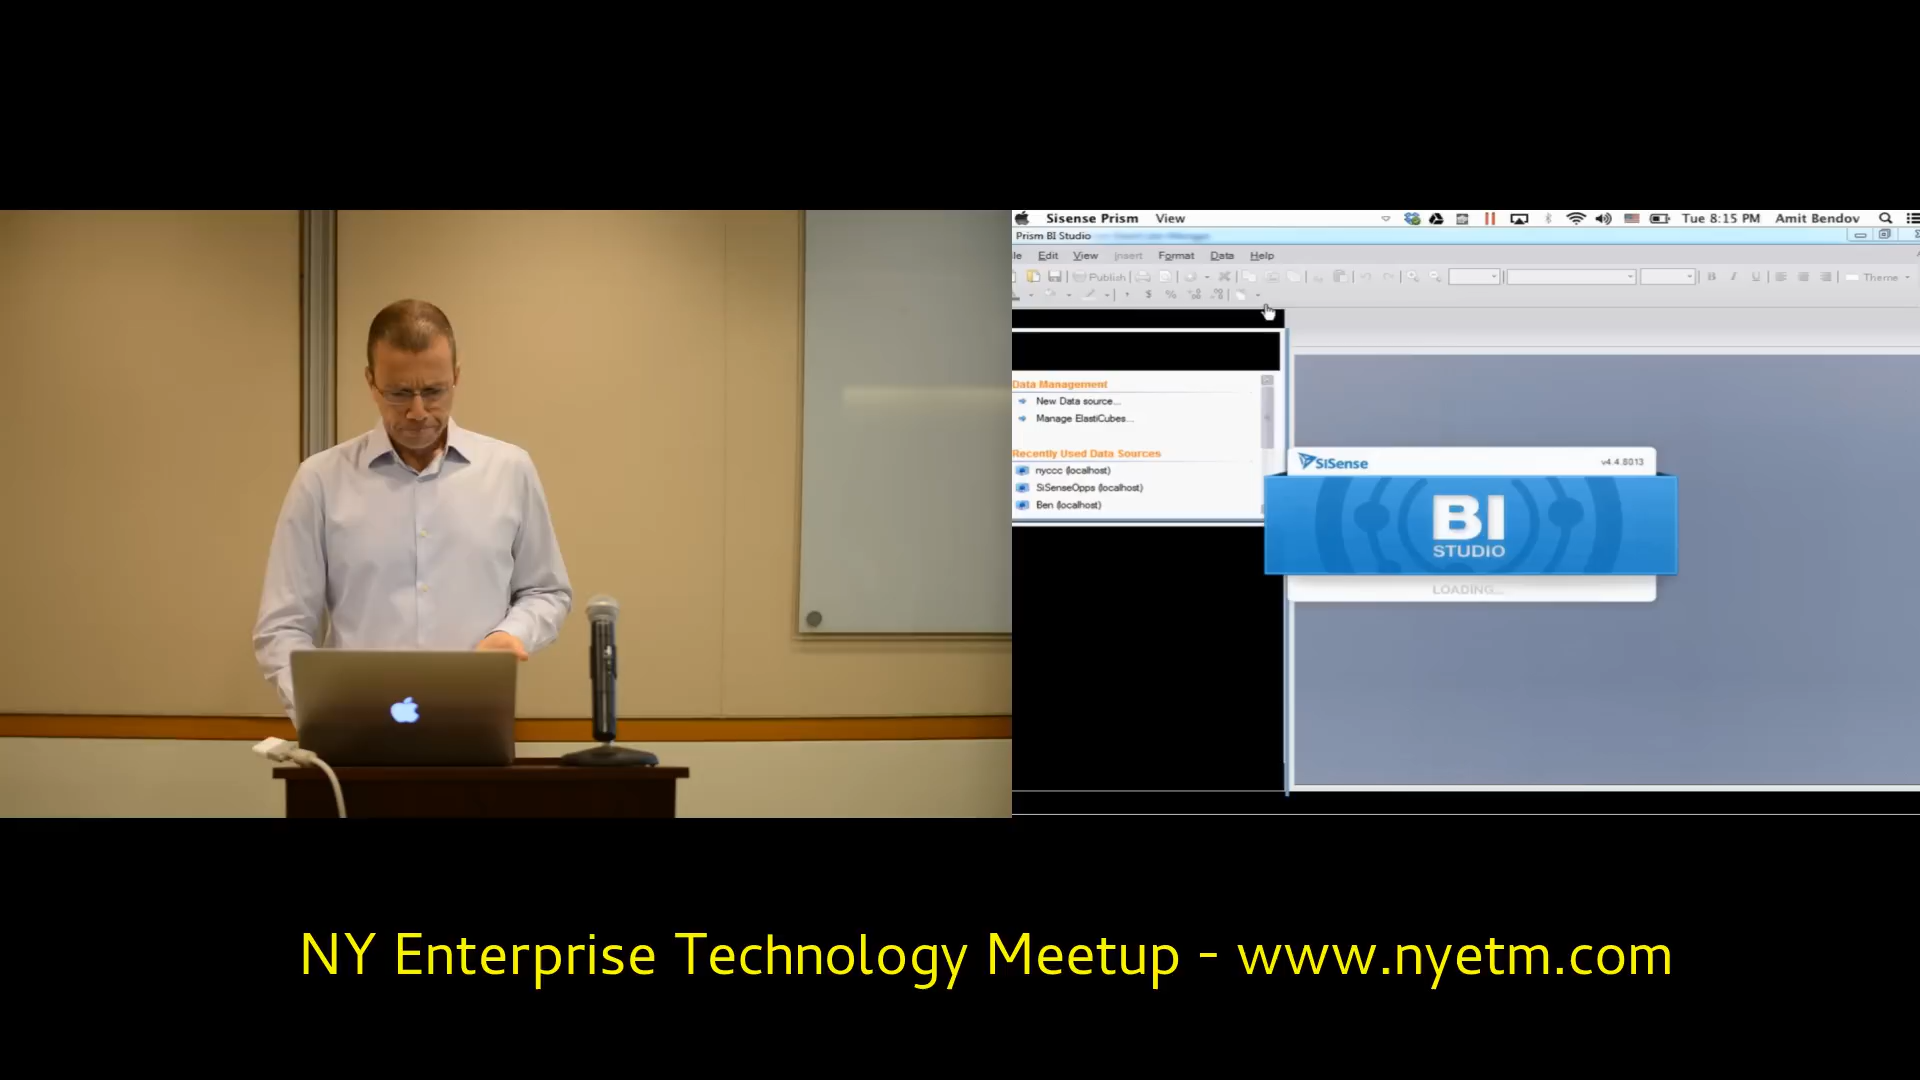 Sisense Prism View
Tue 8:15 PM Amit Bendov
Prism BI Studio
Edit View Insert Format Data Help
Publish
Theme
Data Management
New Data source...
Manage ElastiCubes...
Recently Used Data Sources
nyccc (localhost)
SiSenseOpps (localhost)
Ben (localhost)
SiSense
v4.4.8013
BI
STUDIO
LOADING...
NY Enterprise Technology Meetup - www.nyetm.com